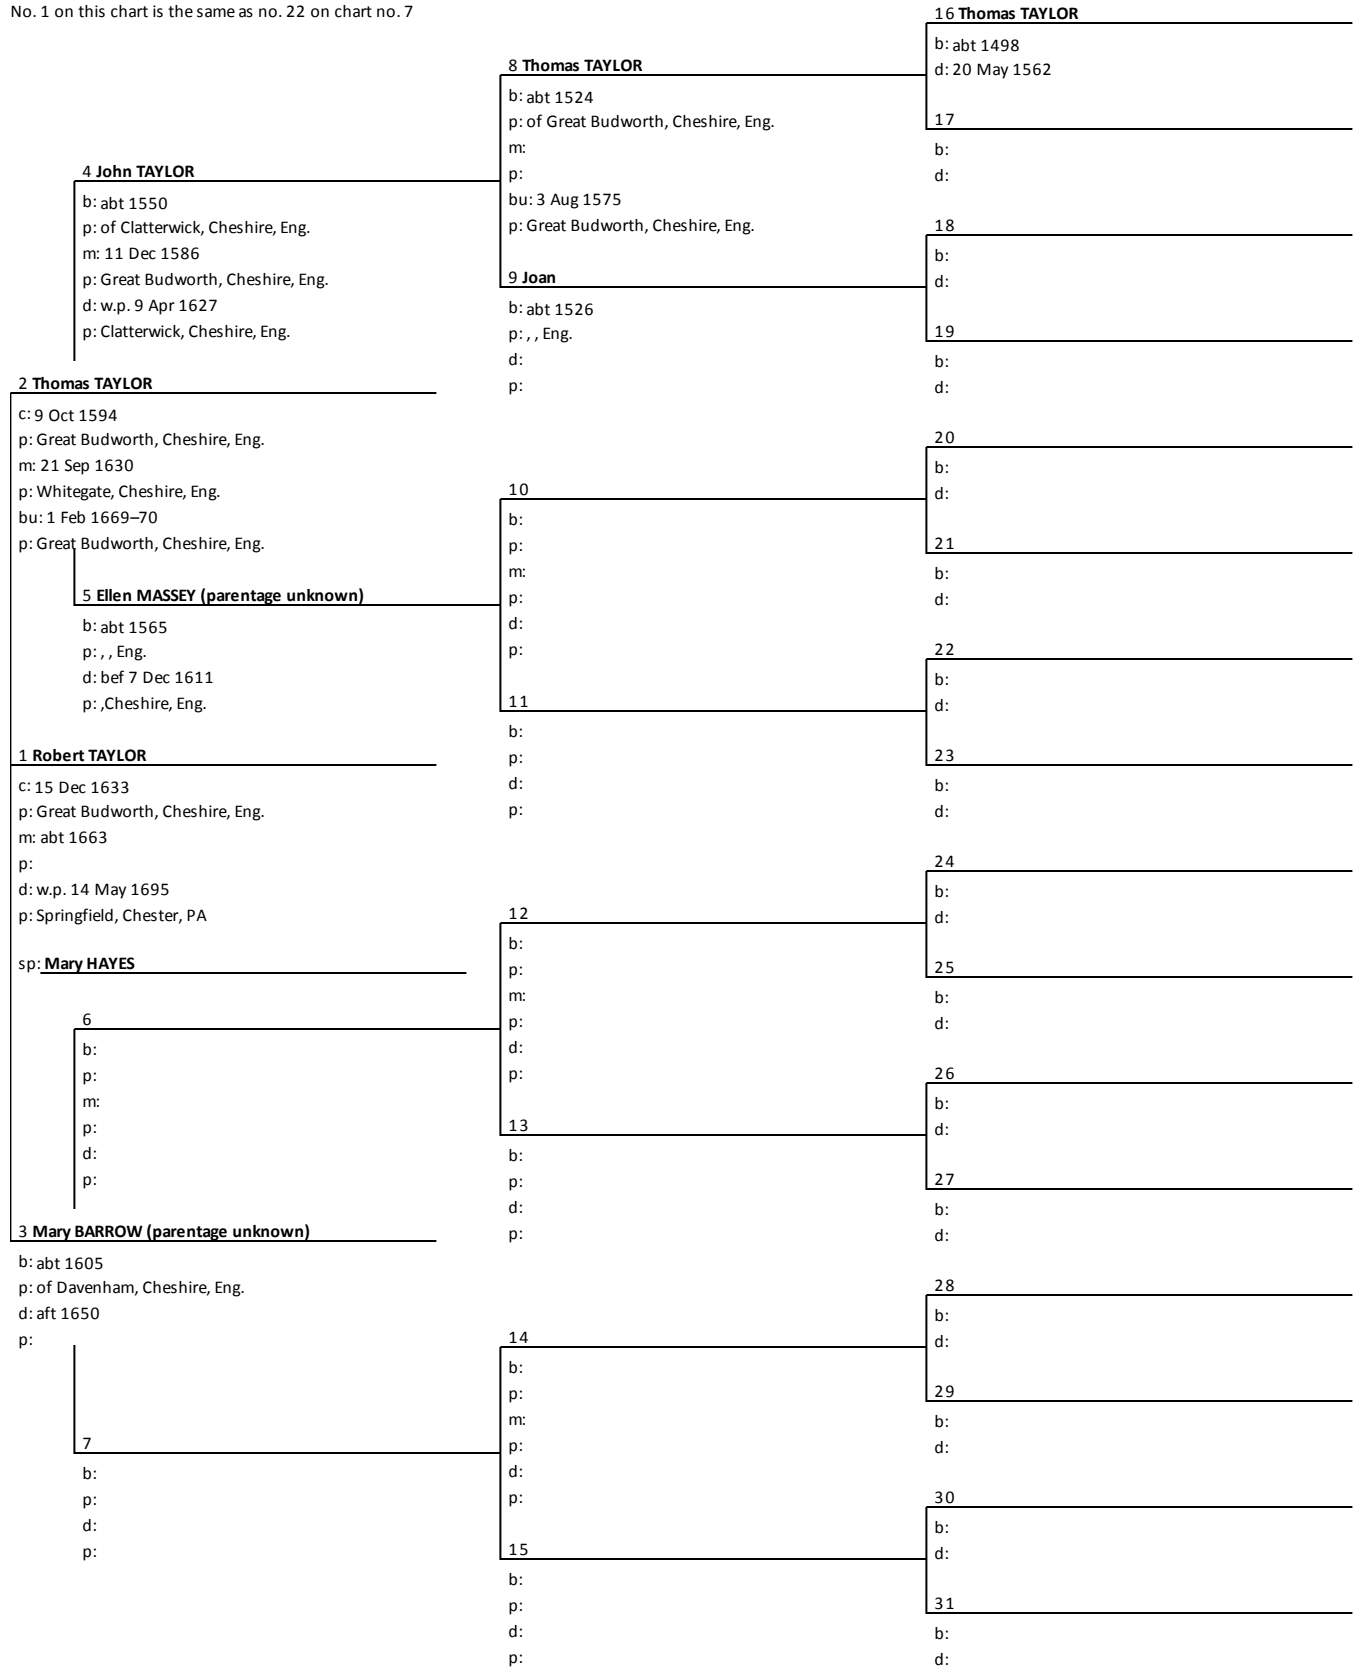 No. 1 on this chart is the same as no. 22 on chart no. 7
16 Thomas TAYLOR
b: abt 1498
d: 20 May 1562
8 Thomas TAYLOR
b: abt 1524
p: of Great Budworth, Cheshire, Eng.
m:
p:
bu: 3 Aug 1575
p: Great Budworth, Cheshire, Eng.
17
b:
d:
4 John TAYLOR
b: abt 1550
p: of Clatterwick, Cheshire, Eng.
m: 11 Dec 1586
p: Great Budworth, Cheshire, Eng.
d: w.p. 9 Apr 1627
p: Clatterwick, Cheshire, Eng.
18
b:
d:
9 Joan
b: abt 1526
p: , , Eng.
d:
p:
19
b:
d:
2 Thomas TAYLOR
c: 9 Oct 1594
p: Great Budworth, Cheshire, Eng.
m: 21 Sep 1630
p: Whitegate, Cheshire, Eng.
bu: 1 Feb 1669–70
p: Great Budworth, Cheshire, Eng.
20
b:
d:
10
b:
p:
m:
p:
d:
p:
21
b:
d:
5 Ellen MASSEY (parentage unknown)
b: abt 1565
p: , , Eng.
d: bef 7 Dec 1611
p: ,Cheshire, Eng.
22
b:
d:
11
b:
p:
d:
p:
23
b:
d:
1 Robert TAYLOR
c: 15 Dec 1633
p: Great Budworth, Cheshire, Eng.
m: abt 1663
p:
d: w.p. 14 May 1695
p: Springfield, Chester, PA
sp: Mary HAYES
24
b:
d:
12
b:
p:
m:
p:
d:
p:
25
b:
d:
6
b:
p:
m:
p:
d:
p:
26
b:
d:
13
b:
p:
d:
p:
27
b:
d:
3 Mary BARROW (parentage unknown)
b: abt 1605
p: of Davenham, Cheshire, Eng.
d: aft 1650
p:
28
b:
d:
14
b:
p:
m:
p:
d:
p:
29
b:
d:
7
b:
p:
d:
p:
30
b:
d:
15
b:
p:
d:
p:
31
b:
d: